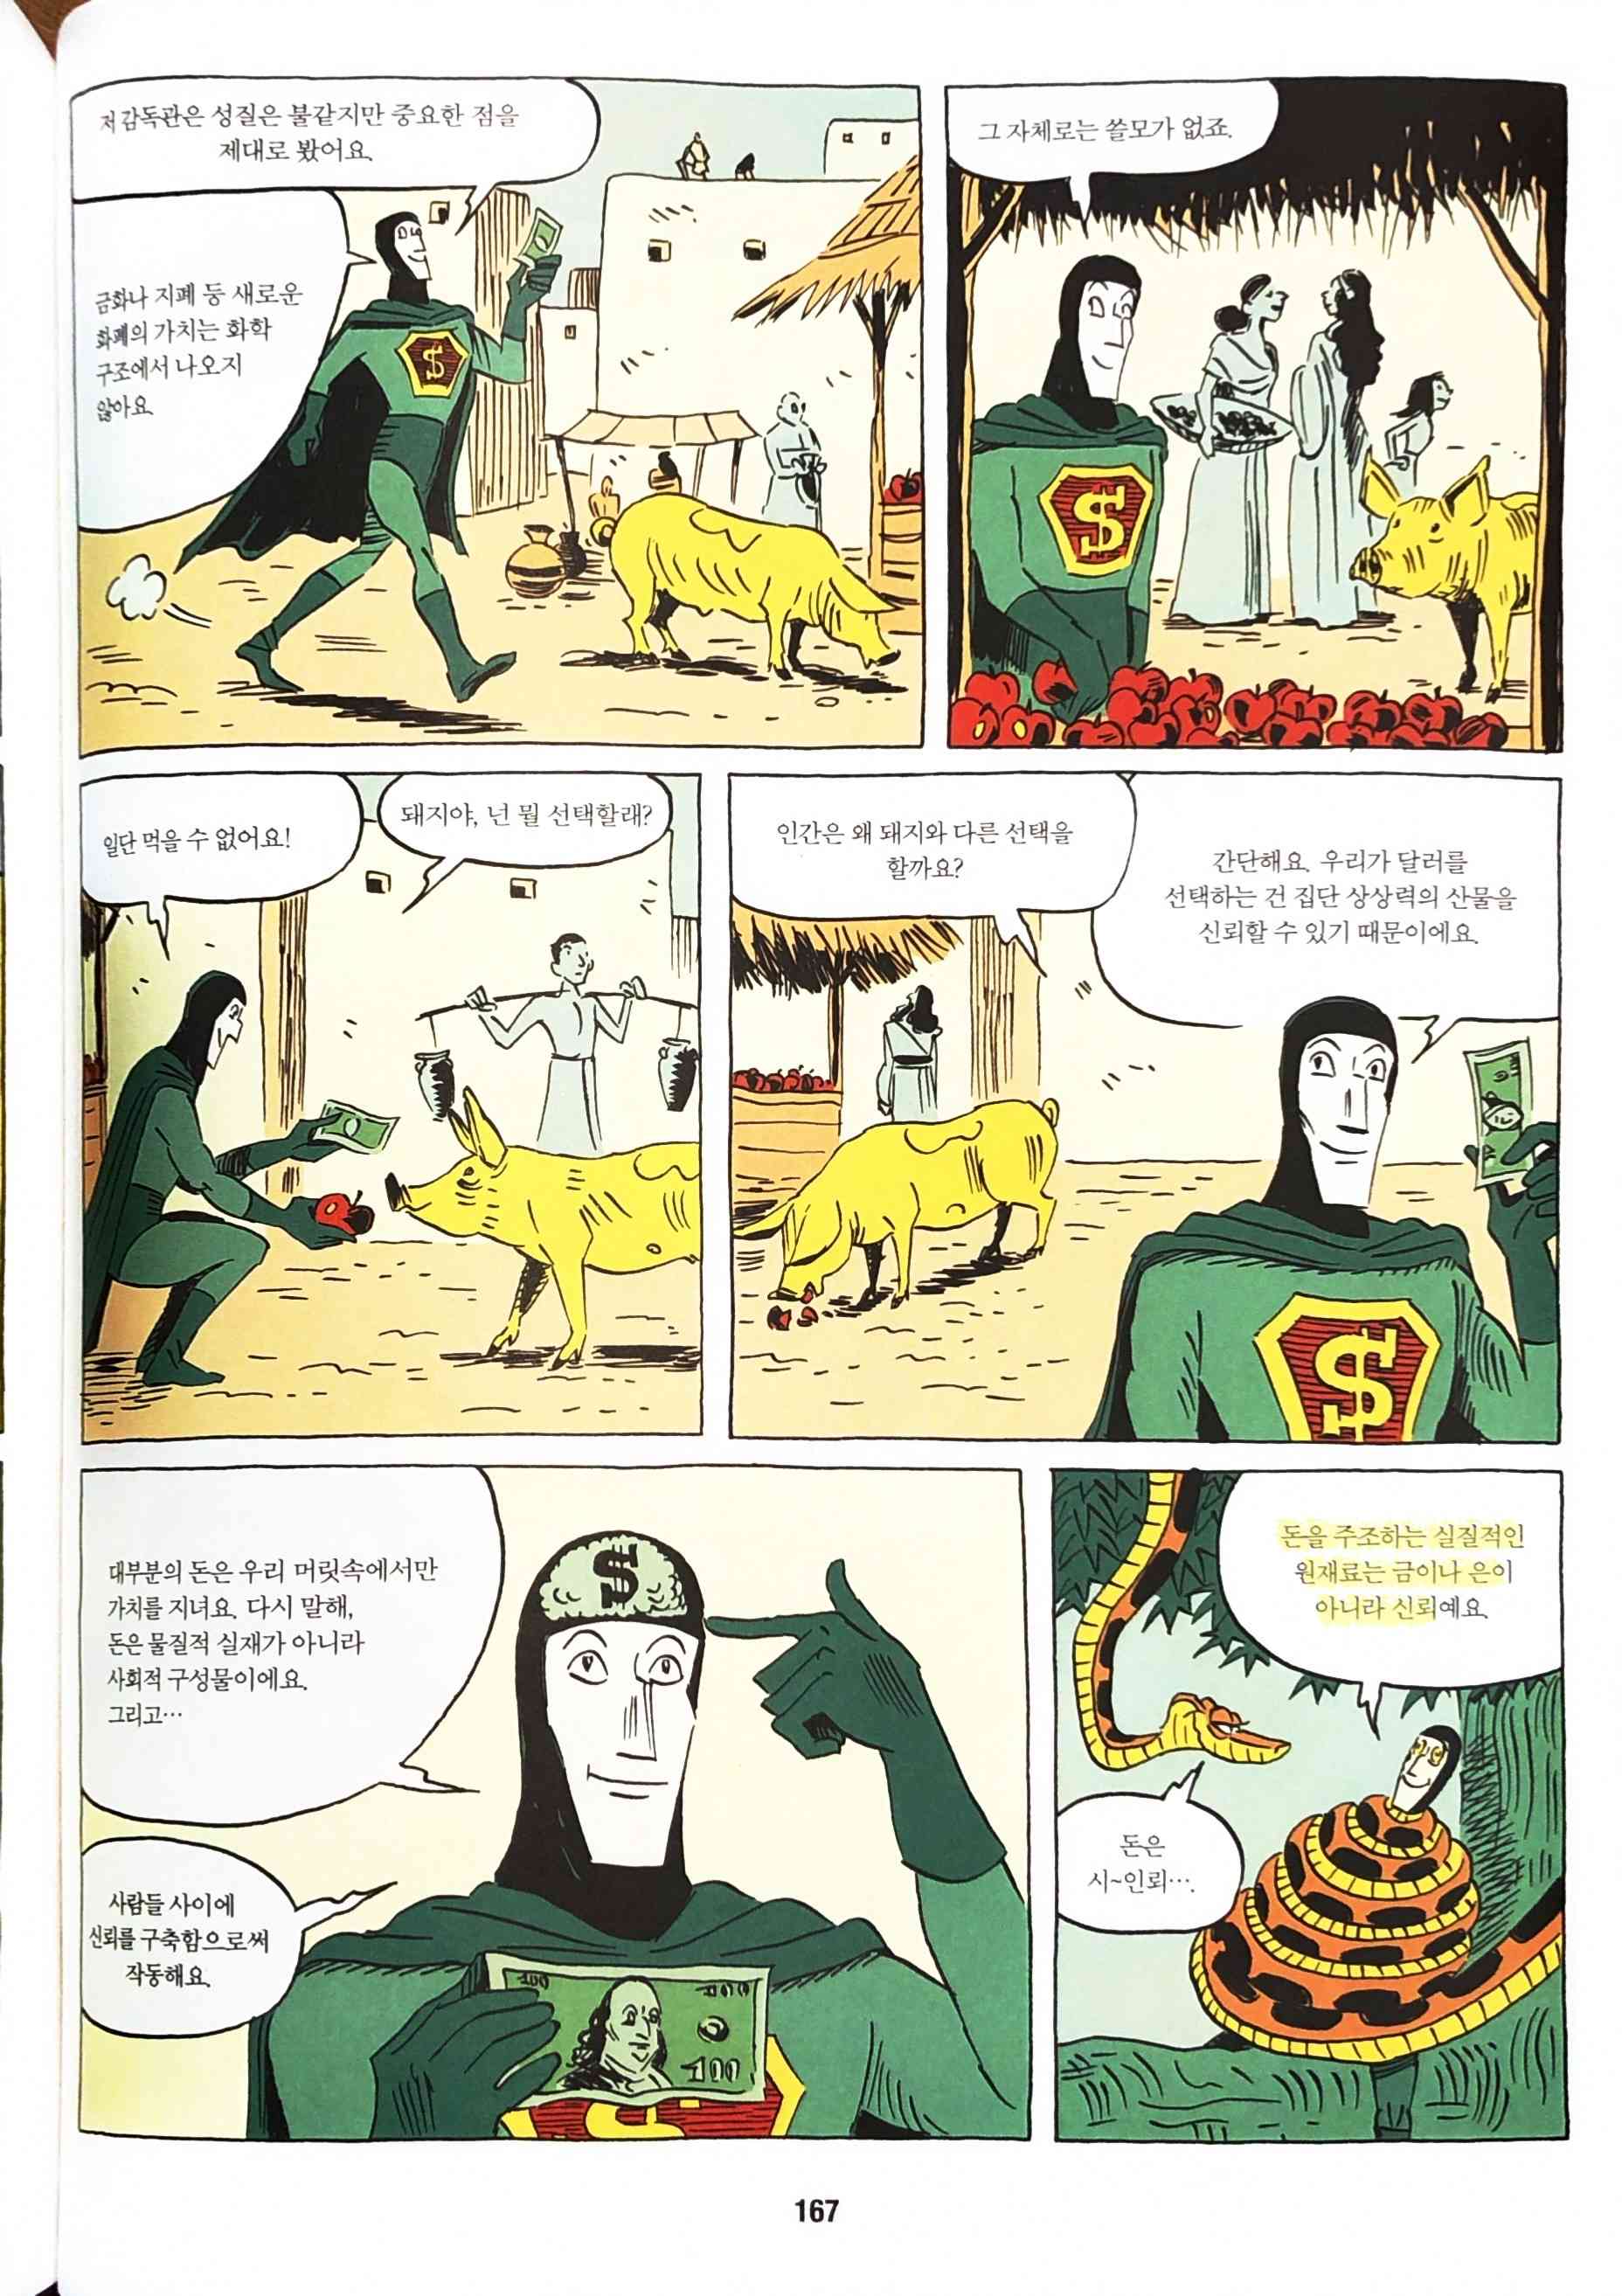 저 감독관은 성질은 불같지만 중요한 점을
제대로 봤어요.
금화나 지폐 등 새로운
화폐의 가치는 화학
구조에서 나오지
않아요.
$
그 자체로는 쓸모가 없죠.
$
일단 먹을 수 없어요!
돼지야, 넌 뭘 선택할래?
인간은 왜 돼지와 다른 선택을
할까요?
간단해요. 우리가 달러를
선택하는 건 집단 상상력의 산물을
신뢰할 수 있기 때문이에요.
$
대부분의 돈은 우리 머릿속에서만
가치를 지녀요. 다시 말해,
돈은 물질적 실재가 아니라
사회적 구성물이에요.
그리고…
$
사람들 사이에
신뢰를 구축함으로써
작동해요.
100
100
100
돈을 주조하는 실질적인
원재료는 금이나 은이
아니라 신뢰예요.
돈은
시~인뢰….
167